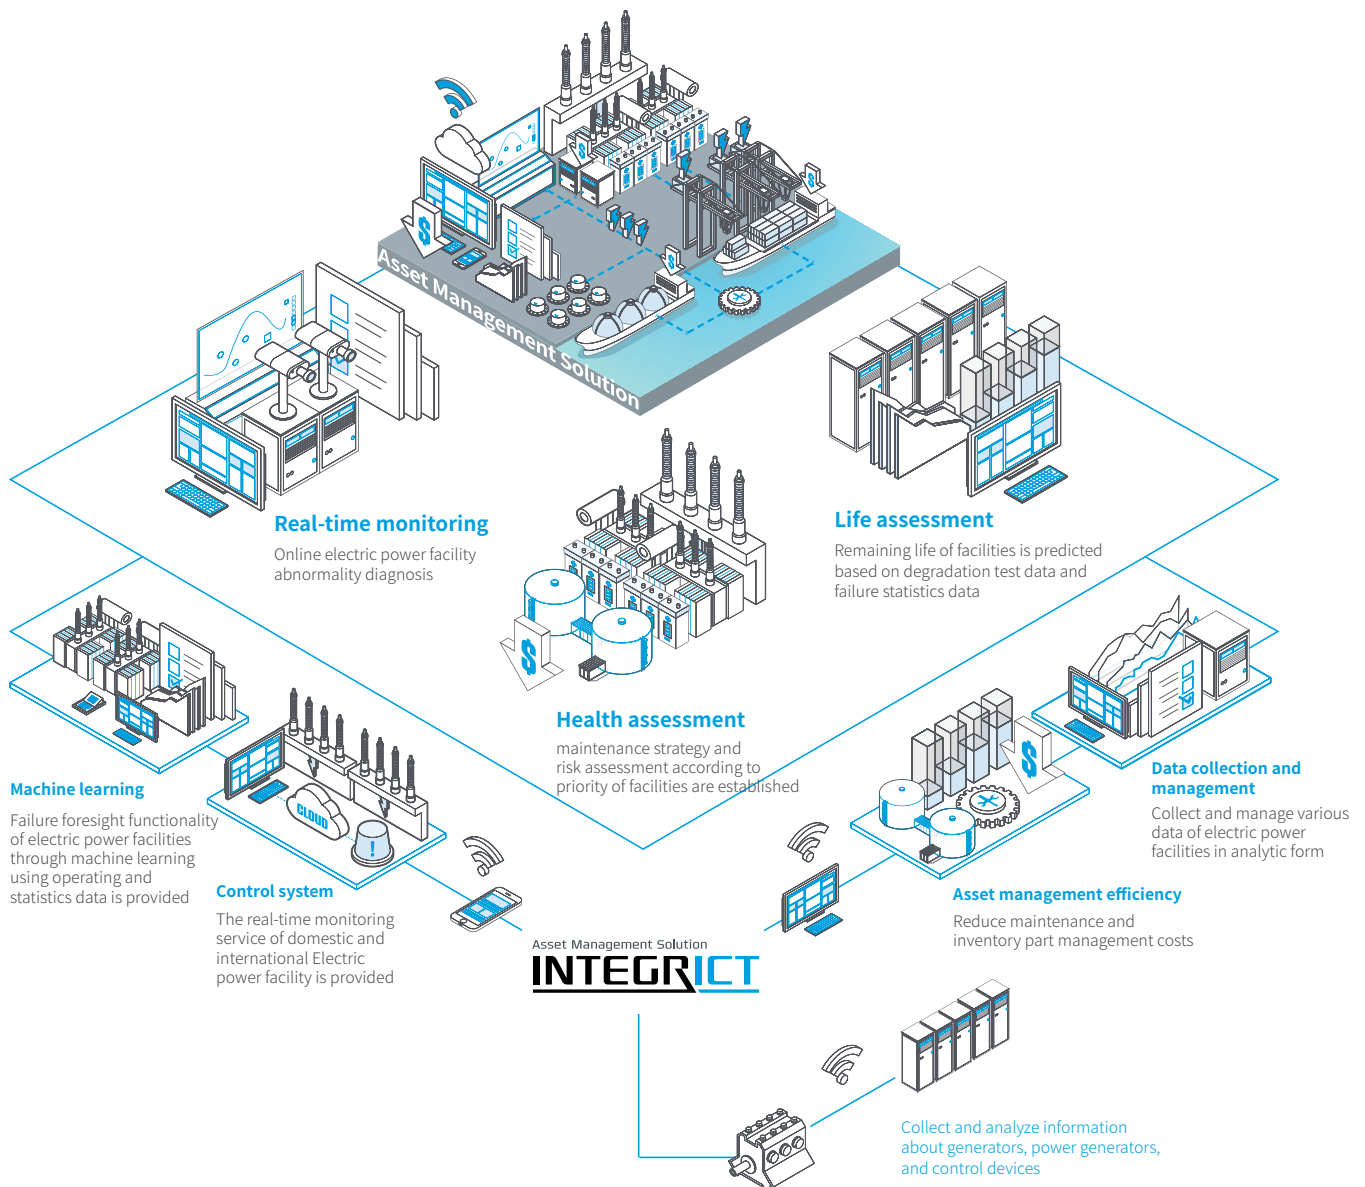 Asset Management Solution
Real-time monitoring
Online electric power facility
abnormality diagnosis
Life assessment
Remaining life of facilities is predicted
based on degradation test data and
failure statistics data
Health assessment
maintenance strategy and
risk assessment according to
priority of facilities are established
Machine learning
Failure foresight functionality
of electric power facilities
through machine learning
using operating and
statistics data is provided
CLOUD
!
Control system
The real-time monitoring
service of domestic and
international Electric
power facility is provided
Data collection and
management
Collect and manage various
data of electric power
facilities in analytic form
Asset management efficiency
Reduce maintenance and
inventory part management costs
Asset Management Solution
INTEGRICT
Collect and analyze information
about generators, power generators,
and control devices